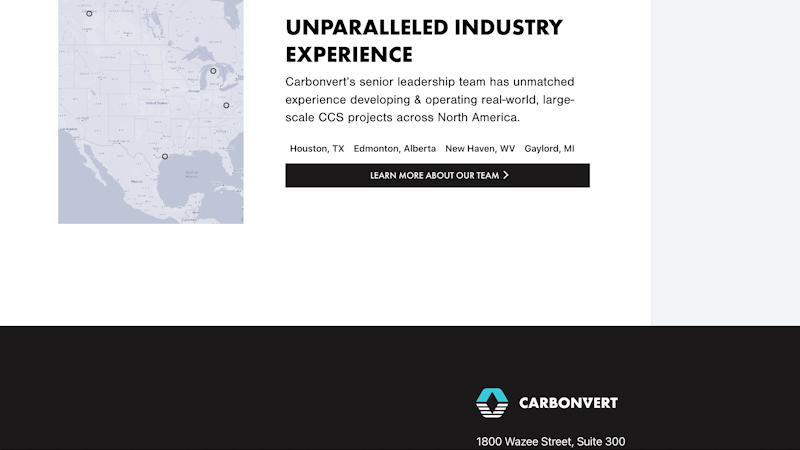 UNPARALLELED INDUSTRY
EXPERIENCE
Carbonvert's senior leadership team has unmatched
experience developing & operating real-world, large-
scale CCS projects across North America.
Houston, TX Edmonton, Alberta New Haven, WV Gaylord, MI
LEARN MORE ABOUT OUR TEAM
CARBONVERT
1800 Wazee Street, Suite 300